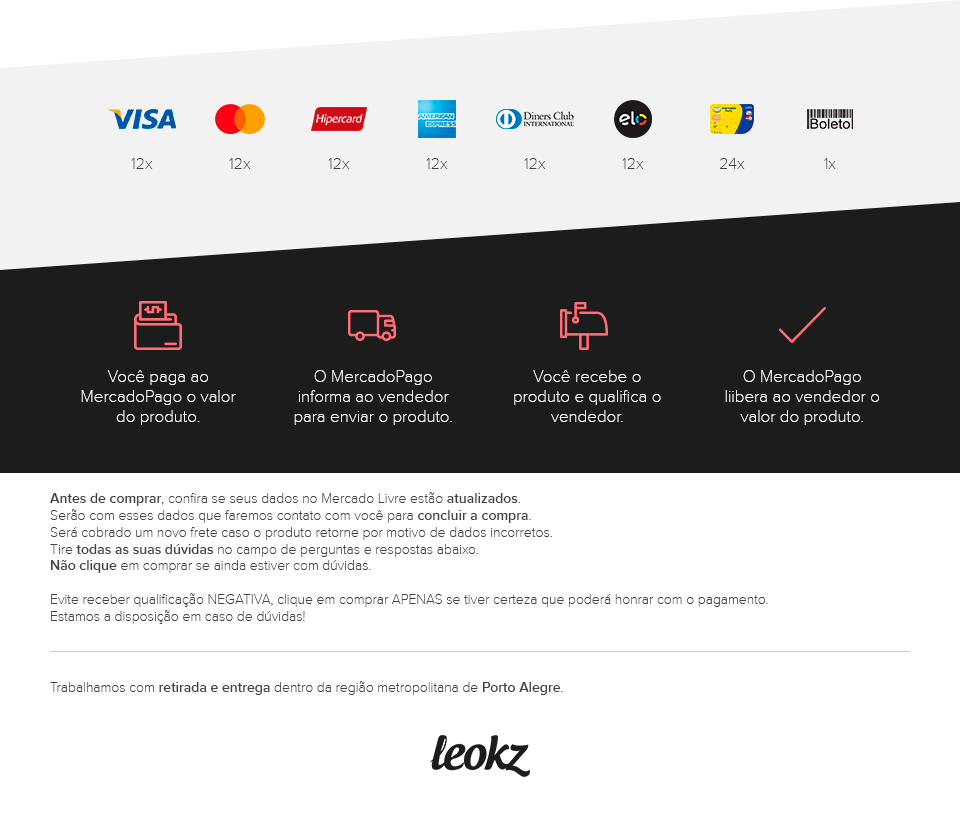 VISA
Hipercard
AMERICAN EXPRESS
Diners Club INTERNATIONAL
elo
Boleto
12x 12x 12x 12x 12x 12x 24x 1x
Você paga ao
MercadoPago o valor
do produto.
O MercadoPago
informa ao vendedor
para enviar o produto.
Você recebe o
produto e qualifica o
vendedor.
O MercadoPago
liibera ao vendedor o
valor do produto.
Antes de comprar, confira se seus dados no Mercado Livre estão atualizados.
Serão com esses dados que faremos contato com você para concluir a compra.
Será cobrado um novo frete caso o produto retorne por motivo de dados incorretos.
Tire todas as suas dúvidas no campo de perguntas e respostas abaixo.
Não clique em comprar se ainda estiver com dúvidas.
Evite receber qualificação NEGATIVA, clique em comprar APENAS se tiver certeza que poderá honrar com o pagamento.
Estamos a disposição em caso de dúvidas!
Trabalhamos com retirada e entrega dentro da região metropolitana de Porto Alegre.
leokz